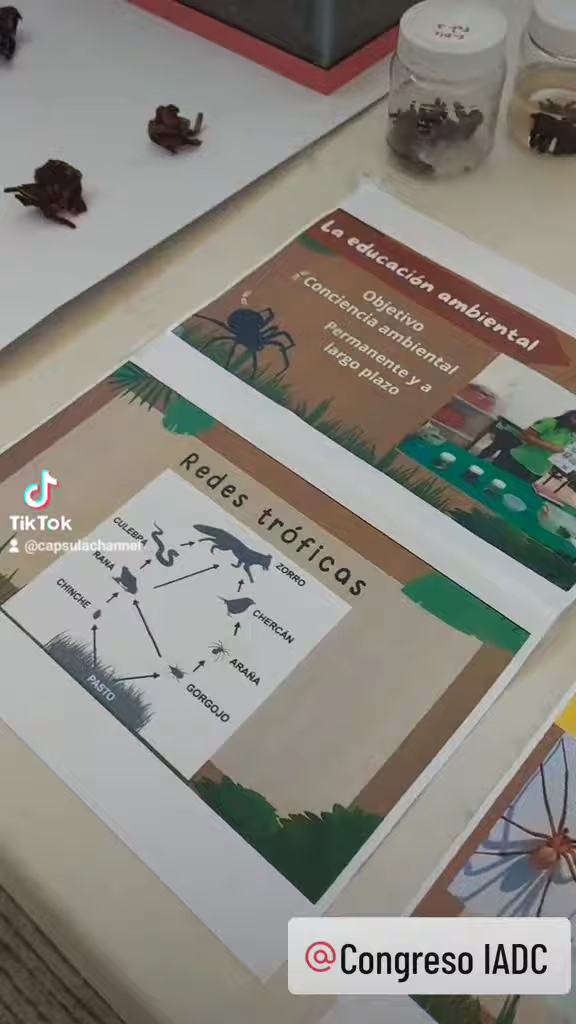 La educación ambiental
Objetivo
"Conciencia ambiental
Permanente y a
largo plazo
Redes tróficas
CULEBRA
ZORRO
RANA
CHINCHE
CHERCÁN
ARAÑA
GORGOJO
PASTO
TikTok
@capsulachannel
@Congreso IADC